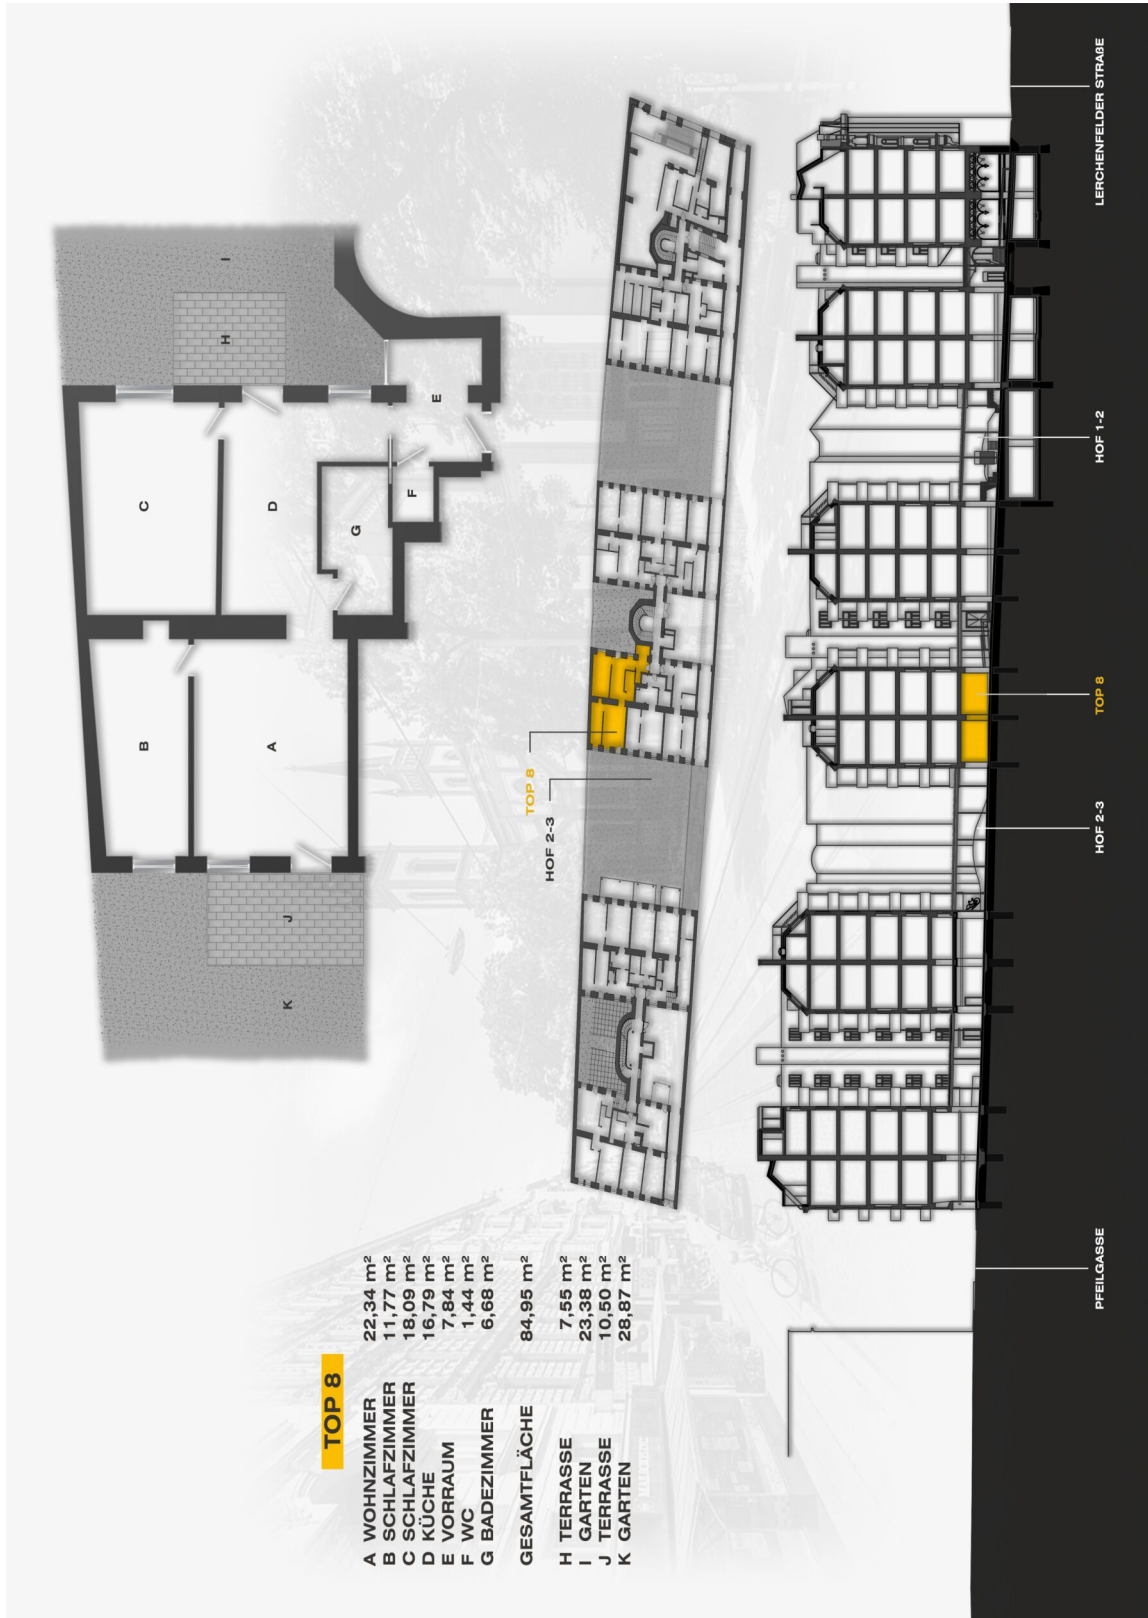 TOP 8
A WOHNZIMMER 22,34 m²
B SCHLAFZIMMER 11,77 m²
C SCHLAFZIMMER 18,09 m²
D KÜCHE 16,79 m²
E VORRAUM 7,84 m²
F WC 1,44 m²
G BADEZIMMER 6,68 m²
GESAMTFLÄCHE 84,95 m²
H TERRASSE 7,55 m²
I GARTEN 23,38 m²
J TERRASSE 10,50 m²
K GARTEN 28,87 m²
K
J
B
A
C
D
G
F
E
H
I
TOP 8
HOF 2-3
PFEILGASSE
HOF 2-3
TOP 8
HOF 1-2
LERCHENFELDER STRAßE